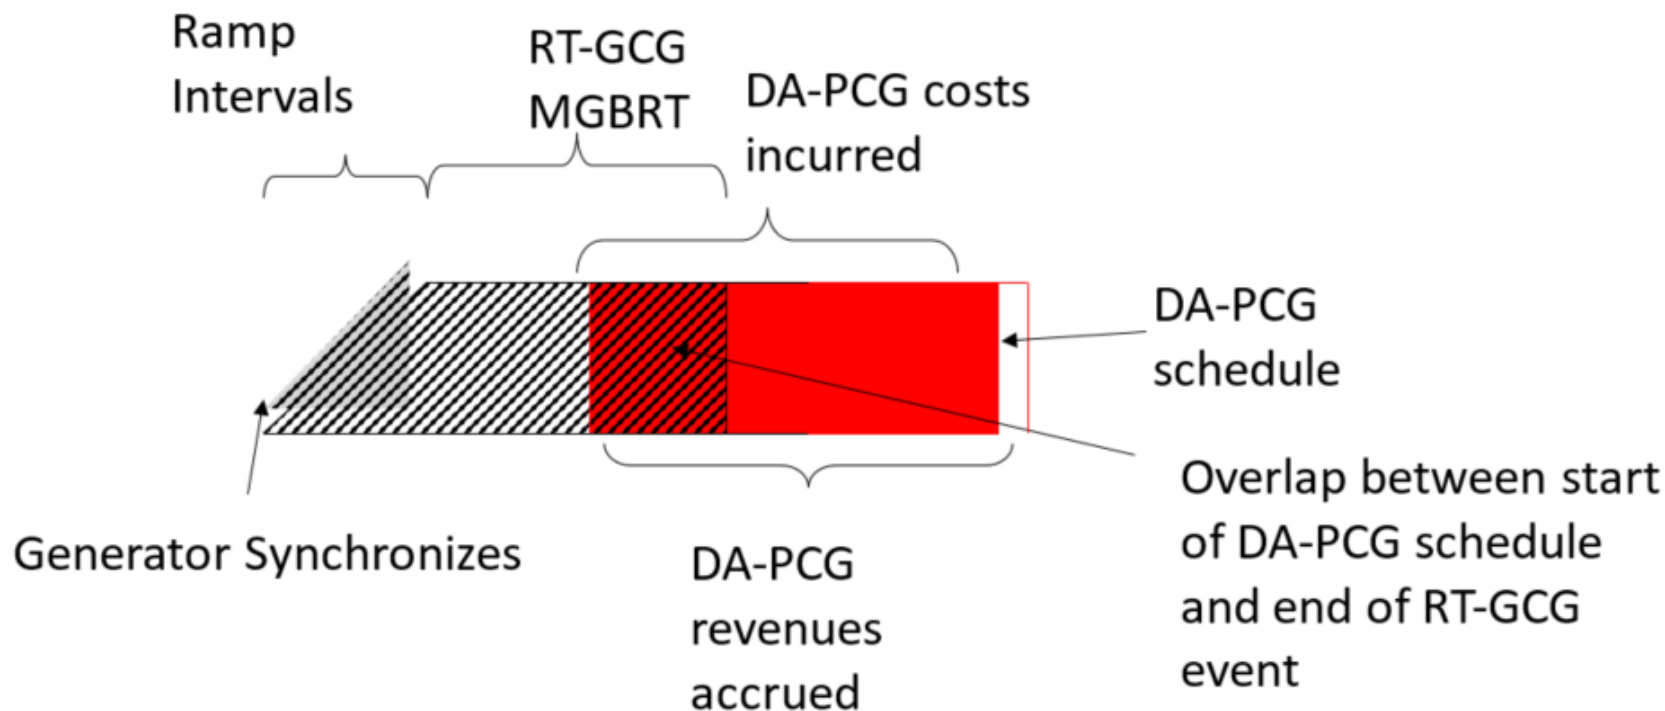 Ramp
Intervals
RT-GCG
MGBRT
DA-PCG costs
incurred
DA-PCG
schedule
Generator Synchronizes
DA-PCG
revenues
accrued
Overlap between start
of DA-PCG schedule
and end of RT-GCG
event